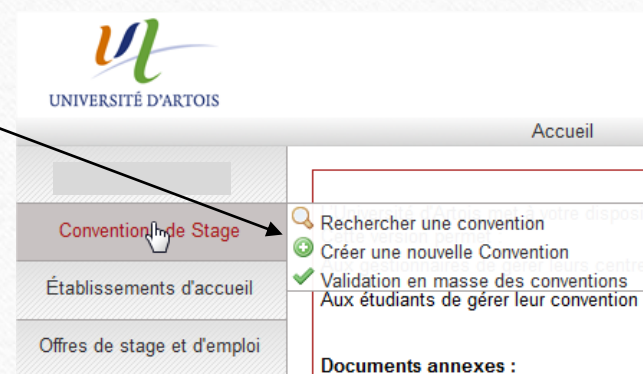 UNIVERSITÉ D'ARTOIS
Accueil
Convention de Stage
Rechercher une convention
Créer une nouvelle Convention
Validation en masse des conventions
Établissements d'accueil
Aux étudiants de gérer leur convention
Offres de stage et d'emploi
Documents annexes :